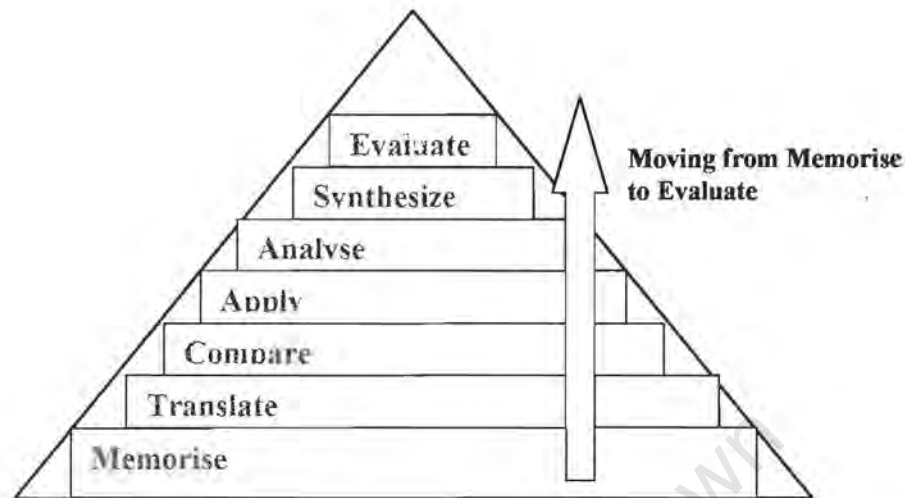 Evaluate
Synthesize
Analyse
Apply
Compare
Translate
Memorise
Moving from Memorise
to Evaluate